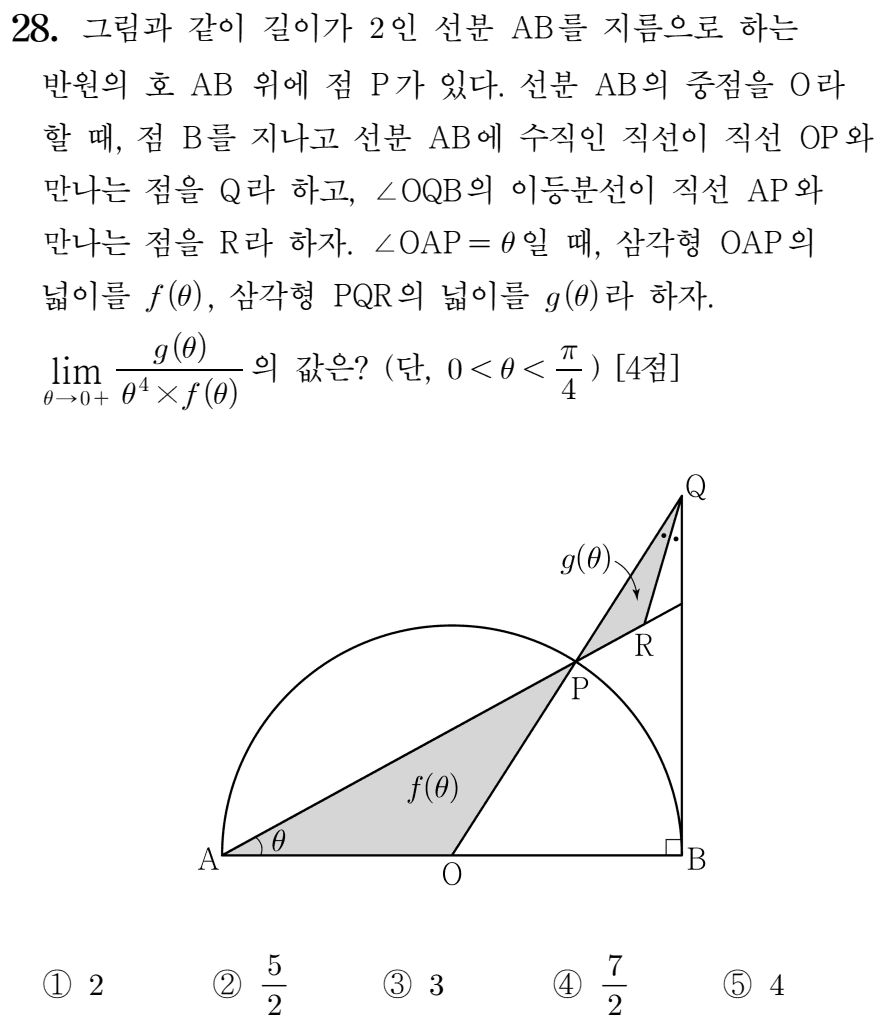 28. 그림과 같이 길이가 2인 선분 AB를 지름으로 하는
반원의 호 AB 위에 점 P가 있다. 선분 AB의 중점을 O라
할 때, 점 B를 지나고 선분 AB에 수직인 직선이 직선 OP와
만나는 점을 Q라 하고, ∠OQB의 이등분선이 직선 AP와
만나는 점을 R라 하자. ∠OAP=θ일 때, 삼각형 OAP의
넓이를 f(θ), 삼각형 PQR의 넓이를 g(θ)라 하자.
lim θ→0+ g(θ)/(θ⁴×f(θ)) 의 값은? (단, 0<θ<π/4) [4점]
Q
g(θ)
R
P
f(θ)
θ
A
O
B
① 2 ② 5/2 ③ 3 ④ 7/2 ⑤ 4